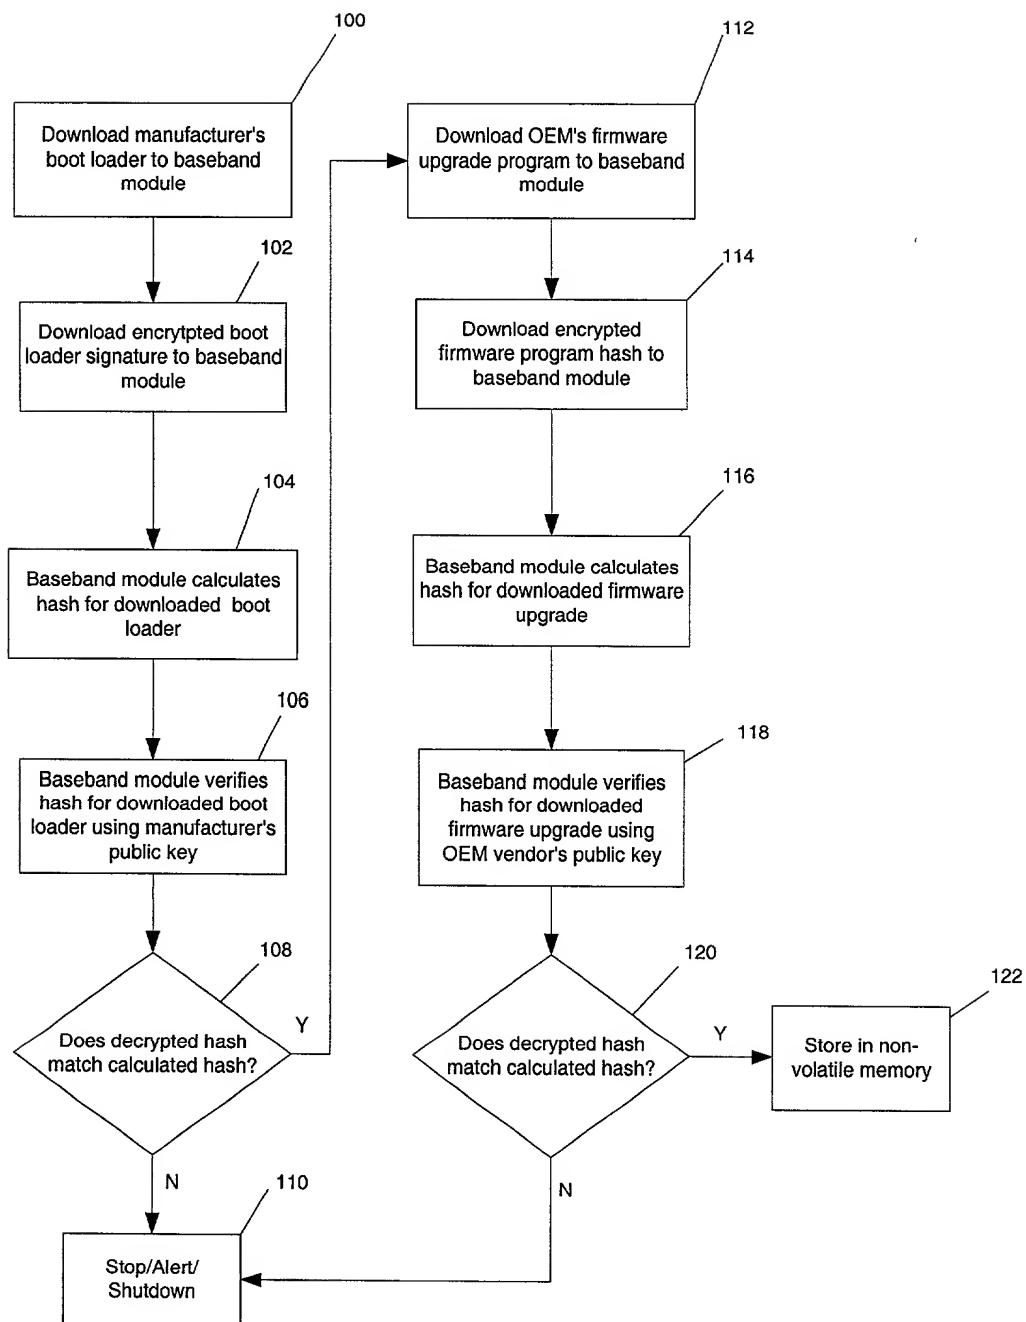 100
Download manufacturer's
boot loader to baseband
module
102
Download encrytpted boot
loader signature to baseband
module
104
Baseband module calculates
hash for downloaded boot
loader
106
Baseband module verifies
hash for downloaded boot
loader using manufacturer's
public key
108
Does decrypted hash
match calculated hash?
Y
N
110
Stop/Alert/
Shutdown
112
Download OEM's firmware
upgrade program to baseband
module
114
Download encrypted
firmware program hash to
baseband module
116
Baseband module calculates
hash for downloaded firmware
upgrade
118
Baseband module verifies
hash for downloaded
firmware upgrade using
OEM vendor's public key
120
Does decrypted hash
match calculated hash?
Y
N
122
Store in non-
volatile memory